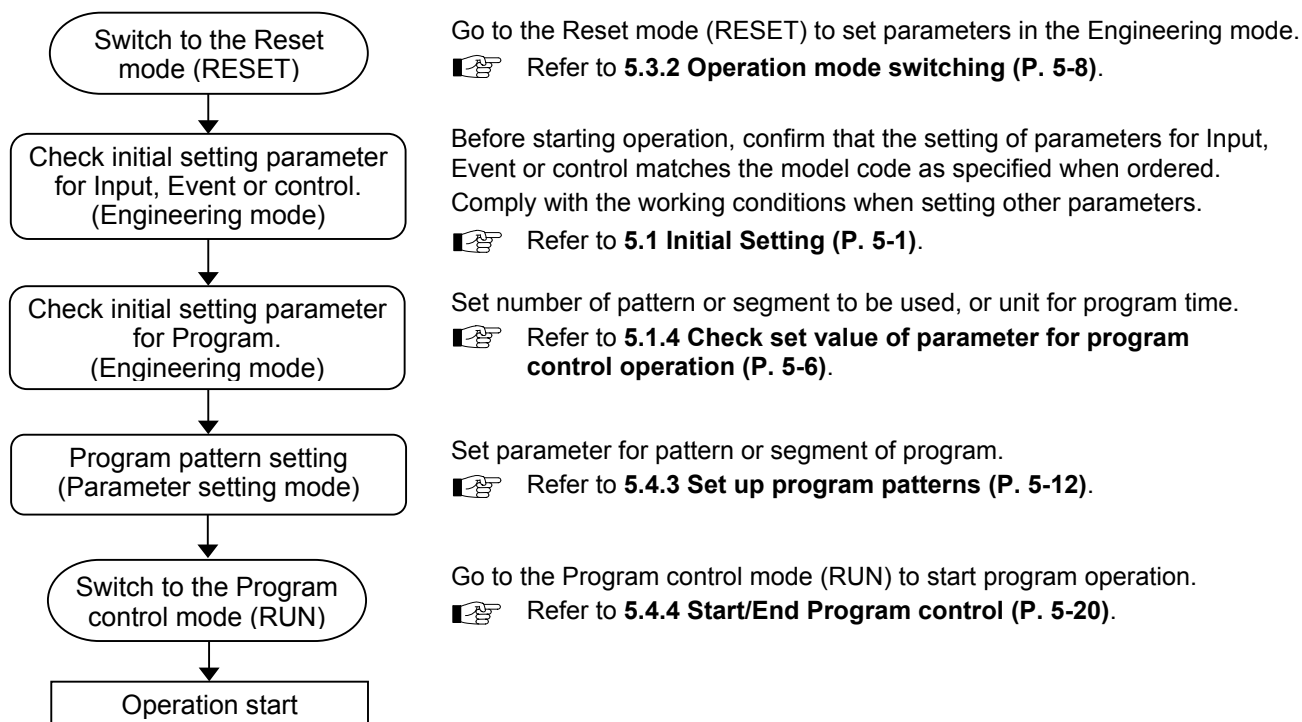 Switch to the Reset
mode (RESET)
Go to the Reset mode (RESET) to set parameters in the Engineering mode.
Refer to 5.3.2 Operation mode switching (P. 5-8).
Check initial setting parameter
for Input, Event or control.
(Engineering mode)
Before starting operation, confirm that the setting of parameters for Input,
Event or control matches the model code as specified when ordered.
Comply with the working conditions when setting other parameters.
Refer to 5.1 Initial Setting (P. 5-1).
Check initial setting parameter
for Program.
(Engineering mode)
Set number of pattern or segment to be used, or unit for program time.
Refer to 5.1.4 Check set value of parameter for program
control operation (P. 5-6).
Program pattern setting
(Parameter setting mode)
Set parameter for pattern or segment of program.
Refer to 5.4.3 Set up program patterns (P. 5-12).
Switch to the Program
control mode (RUN)
Go to the Program control mode (RUN) to start program operation.
Refer to 5.4.4 Start/End Program control (P. 5-20).
Operation start